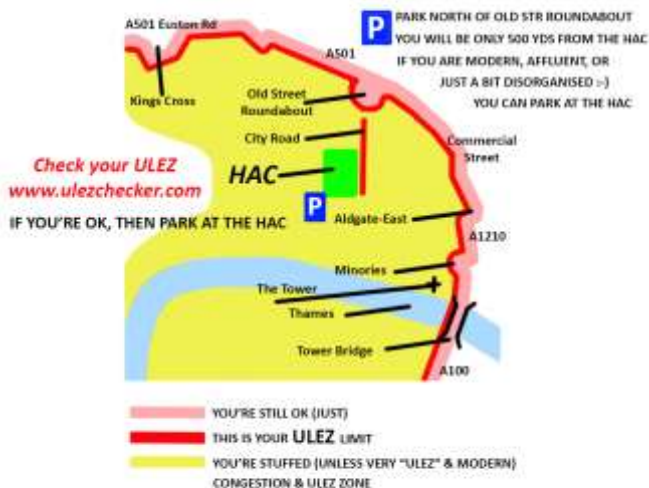 A501 Euston Rd
P
PARK NORTH OF OLD STR ROUNDABOUT
YOU WILL BE ONLY 500 YDS FROM THE HAC
IF YOU ARE MODERN, AFFLUENT, OR
JUST A BIT DISORGANISED :-)
YOU CAN PARK AT THE HAC
A501
Kings Cross
Old Street
Roundabout
City Road
Commercial
Street
Check your ULEZ
www.ulezchecker.com
HAC
IF YOU'RE OK, THEN PARK AT THE HAC
P
Aldgate-East
A1210
Minories
The Tower
Thames
Tower Bridge
A100
YOU'RE STILL OK (JUST)
THIS IS YOUR ULEZ LIMIT
YOU'RE STUFFED (UNLESS VERY "ULEZ" & MODERN)
CONGESTION & ULEZ ZONE